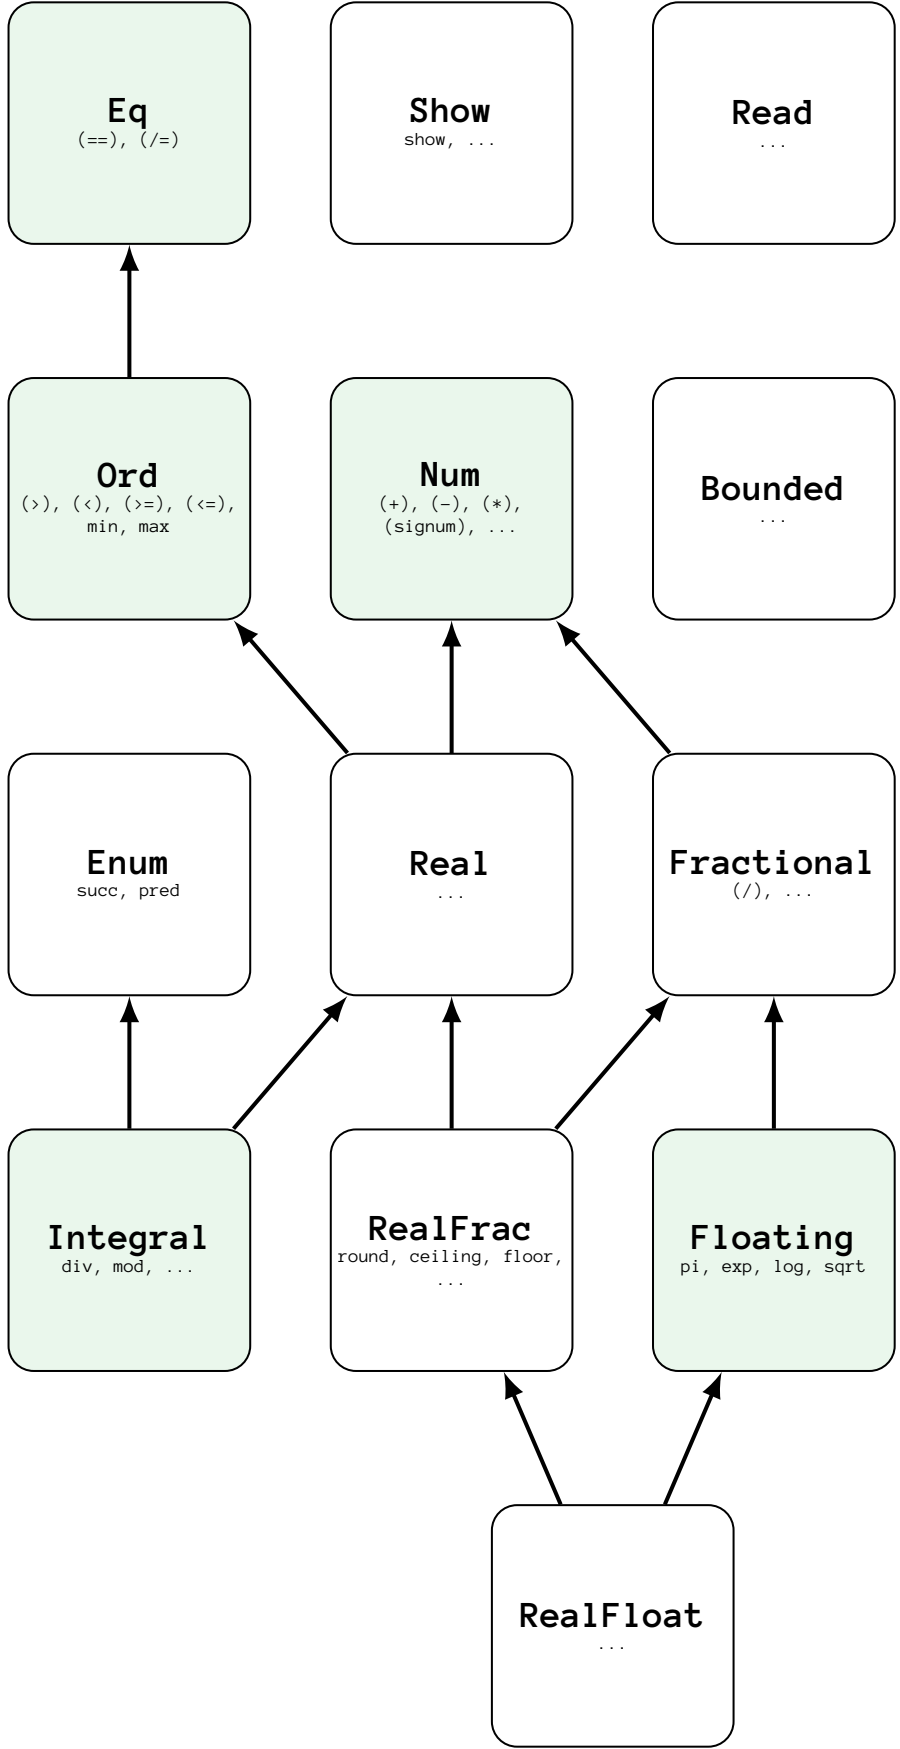 Eq
(==), (/=)
Show
show, ...
Read
...
Ord
(>), (<), (>=), (<=),
min, max
Num
(+), (-), (*),
(signum), ...
Bounded
...
Enum
succ, pred
Real
...
Fractional
(/), ...
Integral
div, mod, ...
RealFrac
round, ceiling, floor,
...
Floating
pi, exp, log, sqrt
RealFloat
...